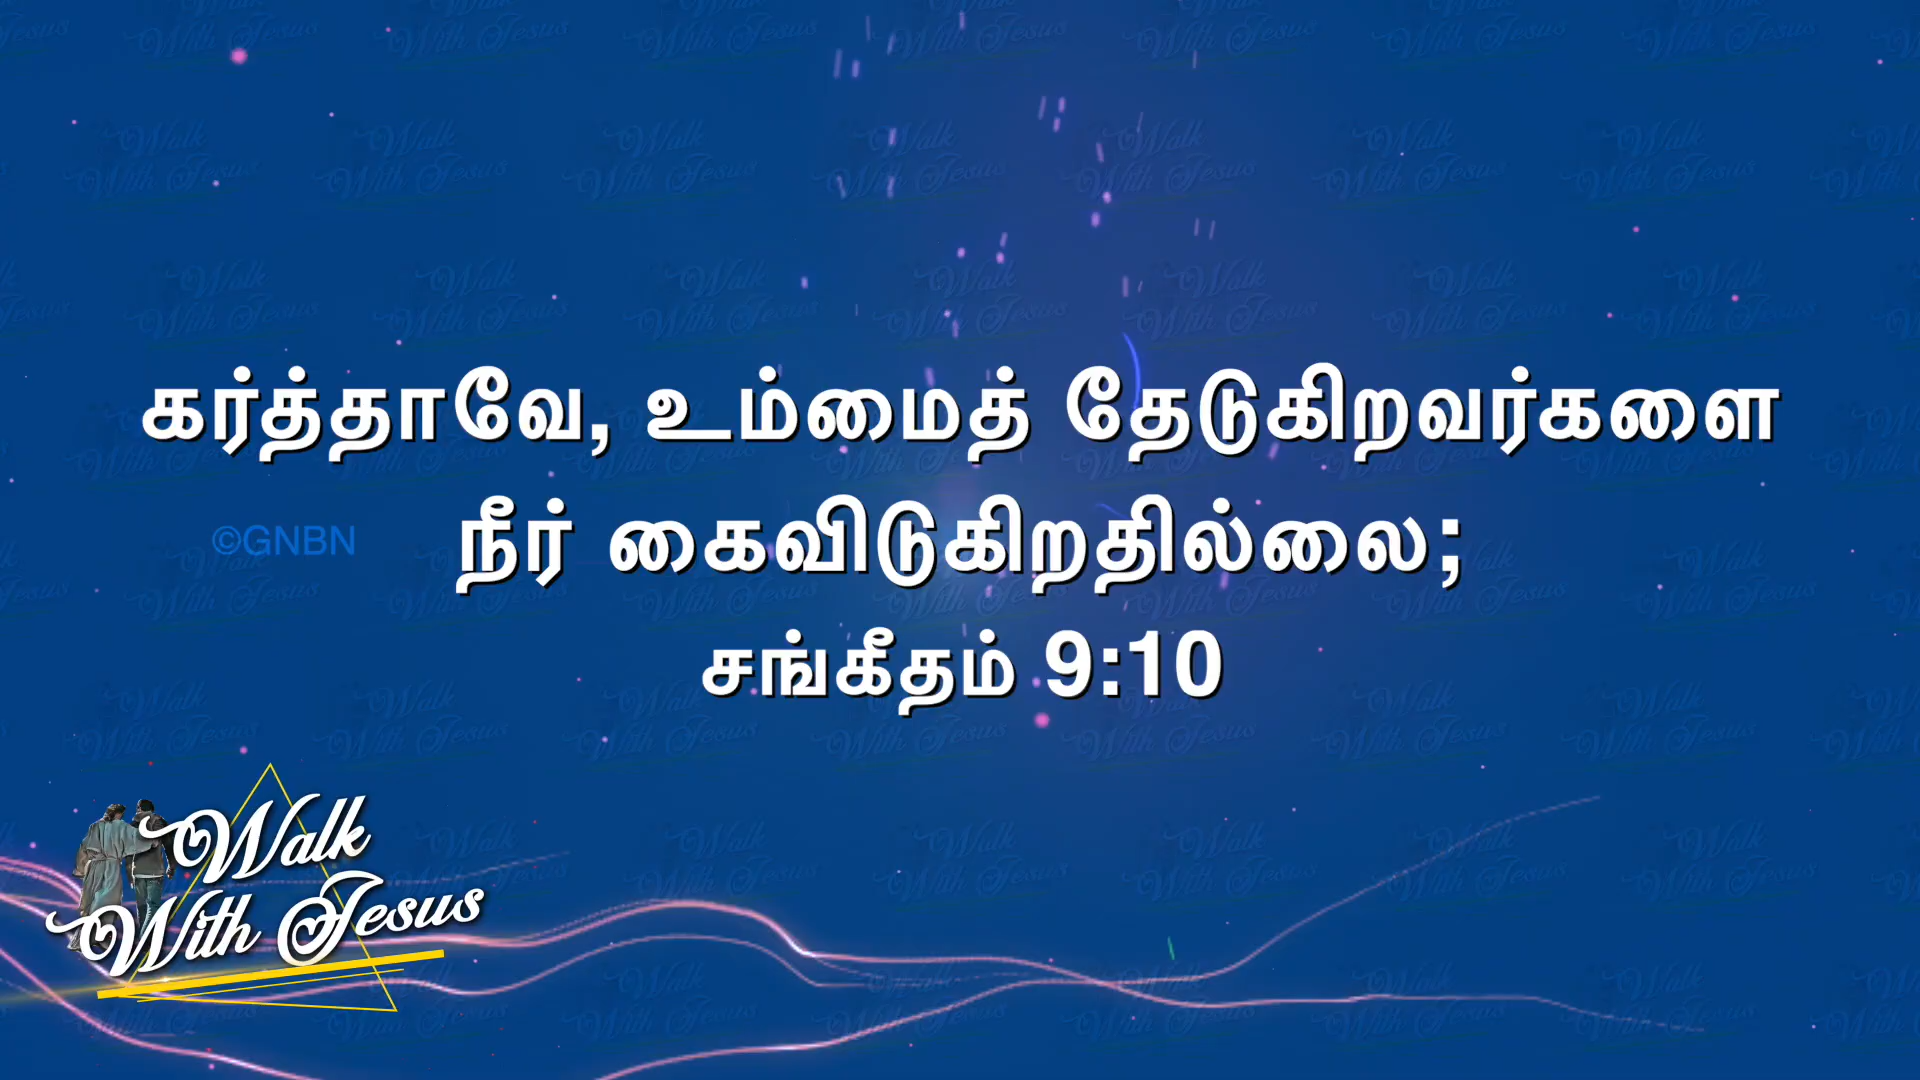 கர்த்தாவே, உம்மைத் தேடுகிறவர்களை
நீர் கைவிடுகிறதில்லை;
©GNBN
சங்கீதம் 9:10
Walk
With Jesus